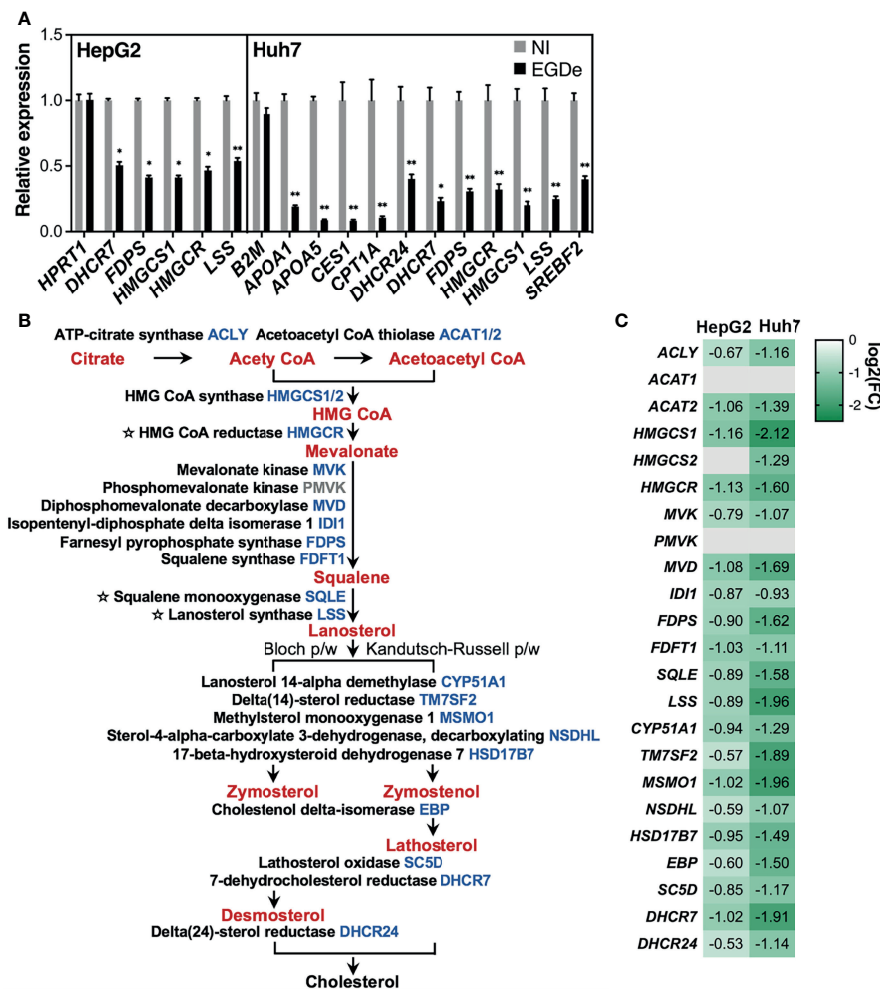 A
HepG2
Huh7
NI
EGDe
Relative expression
1.5
1.0
0.5
0.0
* * * * ** ** ** ** ** ** * ** ** ** ** **
HPRT1 DHCR7 FDPS HMGCS1 HMGCR LSS B2M APOA1 APOA5 CES1 CPT1A DHCR24 DHCR7 FDPS HMGCR HMGCS1 LSS SREBF2
B
ATP-citrate synthase ACLY Acetoacetyl CoA thiolase ACAT1/2
Citrate → Acety CoA → Acetoacetyl CoA
HMG CoA synthase HMGCS1/2
HMG CoA
☆ HMG CoA reductase HMGCR
Mevalonate
Mevalonate kinase MVK
Phosphomevalonate kinase PMVK
Diphosphomevalonate decarboxylase MVD
Isopentenyl-diphosphate delta isomerase 1 IDI1
Farnesyl pyrophosphate synthase FDPS
Squalene synthase FDFT1
Squalene
☆ Squalene monooxygenase SQLE
☆ Lanosterol synthase LSS
Lanosterol
Bloch p/w Kandutsch-Russell p/w
Lanosterol 14-alpha demethylase CYP51A1
Delta(14)-sterol reductase TM7SF2
Methylsterol monooxygenase 1 MSMO1
Sterol-4-alpha-carboxylate 3-dehydrogenase, decarboxylating NSDHL
17-beta-hydroxysteroid dehydrogenase 7 HSD17B7
Zymosterol Zymostenol
Cholestenol delta-isomerase EBP
Lathosterol
Lathosterol oxidase SC5D
7-dehydrocholesterol reductase DHCR7
Desmosterol
Delta(24)-sterol reductase DHCR24
Cholesterol
C
HepG2 Huh7
ACLY -0.67 -1.16
ACAT1
ACAT2 -1.06 -1.39
HMGCS1 -1.16 -2.12
HMGCS2 -1.29
HMGCR -1.13 -1.60
MVK -0.79 -1.07
PMVK
MVD -1.08 -1.69
IDI1 -0.87 -0.93
FDPS -0.90 -1.62
FDFT1 -1.03 -1.11
SQLE -0.89 -1.58
LSS -0.89 -1.96
CYP51A1 -0.94 -1.29
TM7SF2 -0.57 -1.89
MSMO1 -1.02 -1.96
NSDHL -0.59 -1.07
HSD17B7 -0.95 -1.49
EBP -0.60 -1.50
SC5D -0.85 -1.17
DHCR7 -1.02 -1.91
DHCR24 -0.53 -1.14
0
-1
-2
log2(FC)